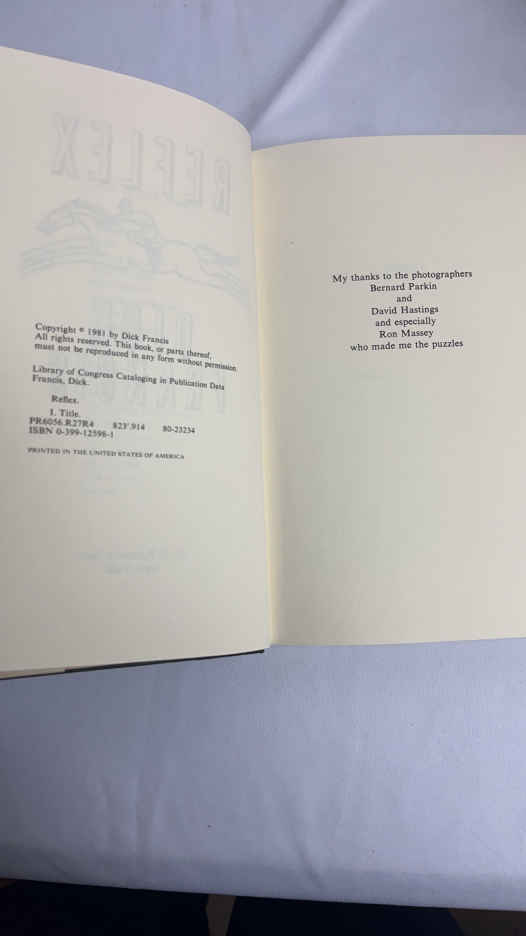 Copyright © 1981 by Dick Francis
All rights reserved. This book, or parts thereof,
must not be reproduced in any form without permission.
Library of Congress Cataloging in Publication Data
Francis, Dick.
Reflex.
I. Title.
PR6056.R27R4 823'.914 80-23234
ISBN 0-399-12598-1
PRINTED IN THE UNITED STATES OF AMERICA
REFLEX
My thanks to the photographers
Bernard Parkin
and
David Hastings
and especially
Ron Massey
who made me the puzzles